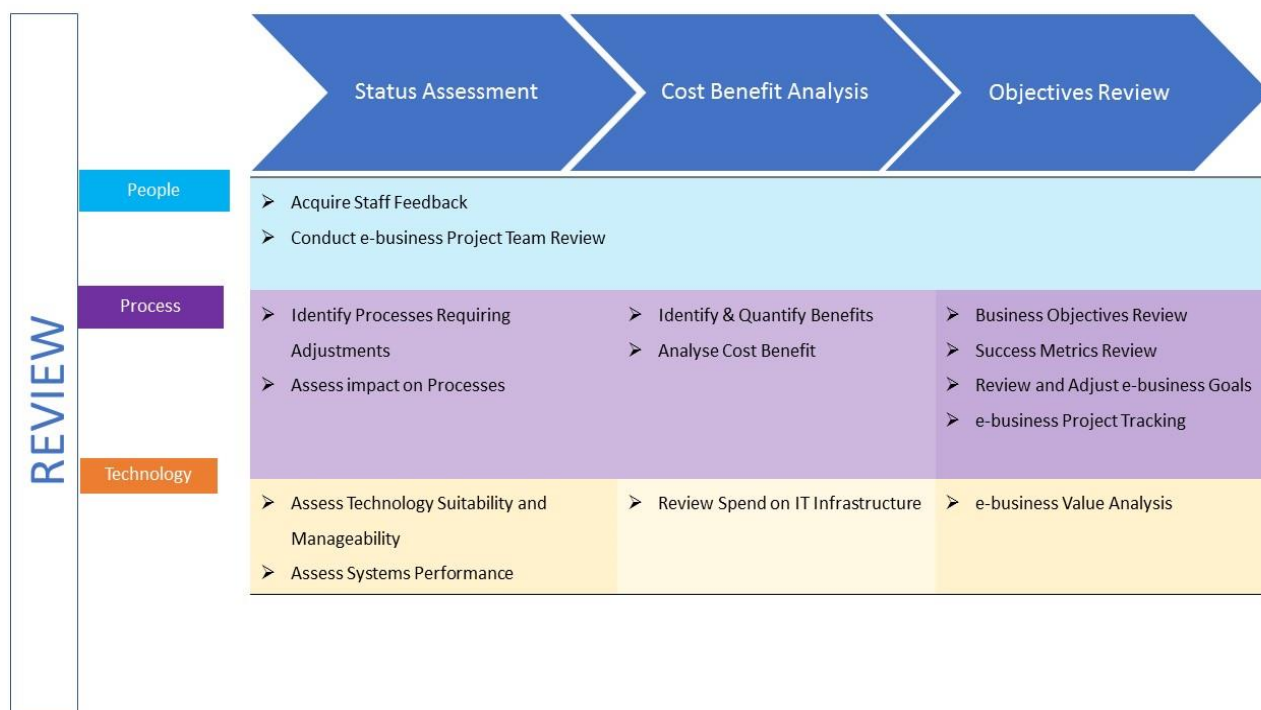 REVIEW
Status Assessment
Cost Benefit Analysis
Objectives Review
People
➢ Acquire Staff Feedback
➢ Conduct e-business Project Team Review
Process
➢ Identify Processes Requiring
Adjustments
➢ Assess impact on Processes
➢ Identify & Quantify Benefits
➢ Analyse Cost Benefit
➢ Business Objectives Review
➢ Success Metrics Review
➢ Review and Adjust e-business Goals
➢ e-business Project Tracking
Technology
➢ Assess Technology Suitability and
Manageability
➢ Assess Systems Performance
➢ Review Spend on IT Infrastructure
➢ e-business Value Analysis